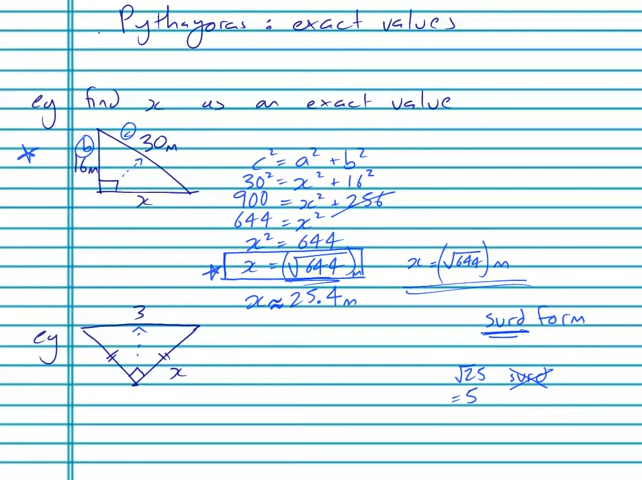 Pythagoras : exact values
eg find x as an exact value
b c 30m
16m
x
c² = a² + b²
30² = x² + 16²
900 = x² + 256
644 = x²
x² = 644
x = (√644) m
x ≈ 25.4 m
x = (√644) m
surd form
√25 surd
= 5
eg
3
x